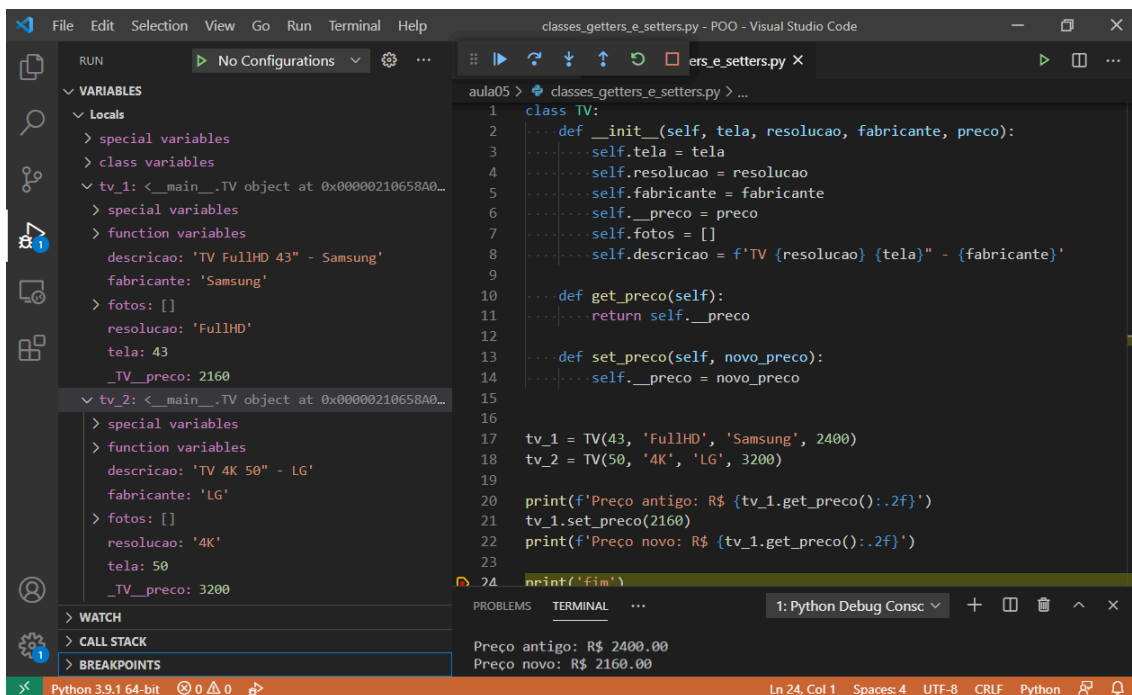 File Edit Selection View Go Run Terminal Help classes_getters_e_setters.py - POO - Visual Studio Code
RUN No Configurations ...
VARIABLES
Locals
special variables
class variables
tv_1: <__main__.TV object at 0x00000210658A0…
special variables
function variables
descricao: 'TV FullHD 43" - Samsung'
fabricante: 'Samsung'
fotos: []
resolucao: 'FullHD'
tela: 43
_TV__preco: 2160
tv_2: <__main__.TV object at 0x00000210658A0…
special variables
function variables
descricao: 'TV 4K 50" - LG'
fabricante: 'LG'
fotos: []
resolucao: '4K'
tela: 50
_TV__preco: 3200
WATCH
CALL STACK
BREAKPOINTS
1
1
ers_e_setters.py
aula05 > classes_getters_e_setters.py > ...
1 class TV:
2 def __init__(self, tela, resolucao, fabricante, preco):
3 self.tela = tela
4 self.resolucao = resolucao
5 self.fabricante = fabricante
6 self.__preco = preco
7 self.fotos = []
8 self.descricao = f'TV {resolucao} {tela}" - {fabricante}'
9
10 def get_preco(self):
11 return self.__preco
12
13 def set_preco(self, novo_preco):
14 self.__preco = novo_preco
15
16
17 tv_1 = TV(43, 'FullHD', 'Samsung', 2400)
18 tv_2 = TV(50, '4K', 'LG', 3200)
19
20 print(f'Preço antigo: R$ {tv_1.get_preco():.2f}')
21 tv_1.set_preco(2160)
22 print(f'Preço novo: R$ {tv_1.get_preco():.2f}')
23
24 print('fim')
PROBLEMS TERMINAL ... 1: Python Debug Consc
Preço antigo: R$ 2400.00
Preço novo: R$ 2160.00
Python 3.9.1 64-bit 0 0 Ln 24, Col 1 Spaces: 4 UTF-8 CRLF Python